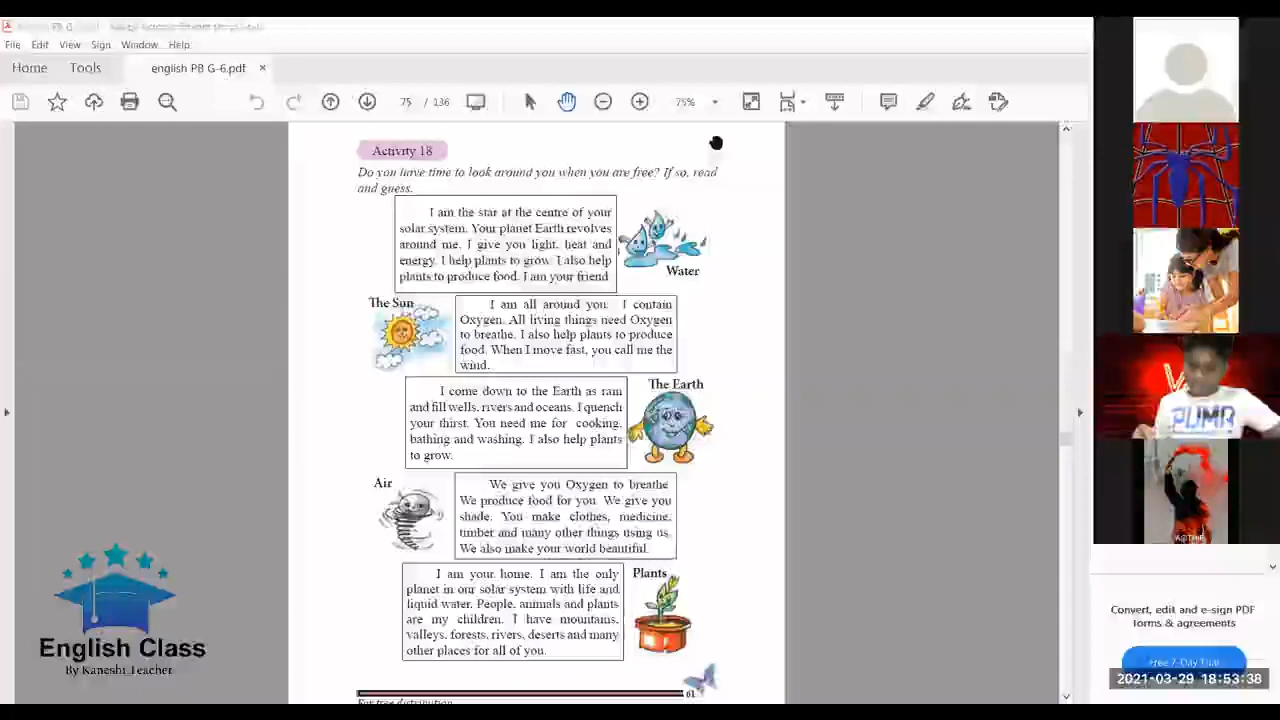 File Edit View Sign Window Help
Home Tools english PB G-6.pdf ×
75 / 136 75%
Activity 18
Do you have time to look around you when you are free? If so, read
and guess.
I am the star at the centre of your
solar system. Your planet Earth revolves
around me. I give you light, heat and
energy. I help plants to grow. I also help
plants to produce food. I am your friend
Water
The Sun
I am all around you. I contain
Oxygen. All living things need Oxygen
to breathe. I also help plants to produce
food. When I move fast, you call me the
wind.
I come down to the Earth as rain
and fill wells, rivers and oceans. I quench
your thirst. You need me for cooking,
bathing and washing. I also help plants
to grow.
The Earth
Air
We give you Oxygen to breathe
We produce food for you. We give you
shade. You make clothes, medicine,
timber and many other things using us.
We also make your world beautiful.
I am your home. I am the only
planet in our solar system with life and
liquid water. People, animals and plants
are my children. I have mountains,
valleys, forests, rivers, deserts and many
other places for all of you.
Plants
61
For free distribution
English Class
By Kaneshi Teacher
PUMA
Convert, edit and e-sign PDF
forms & agreements
Free 7-Day Trial
2021-03-29 18:53:38